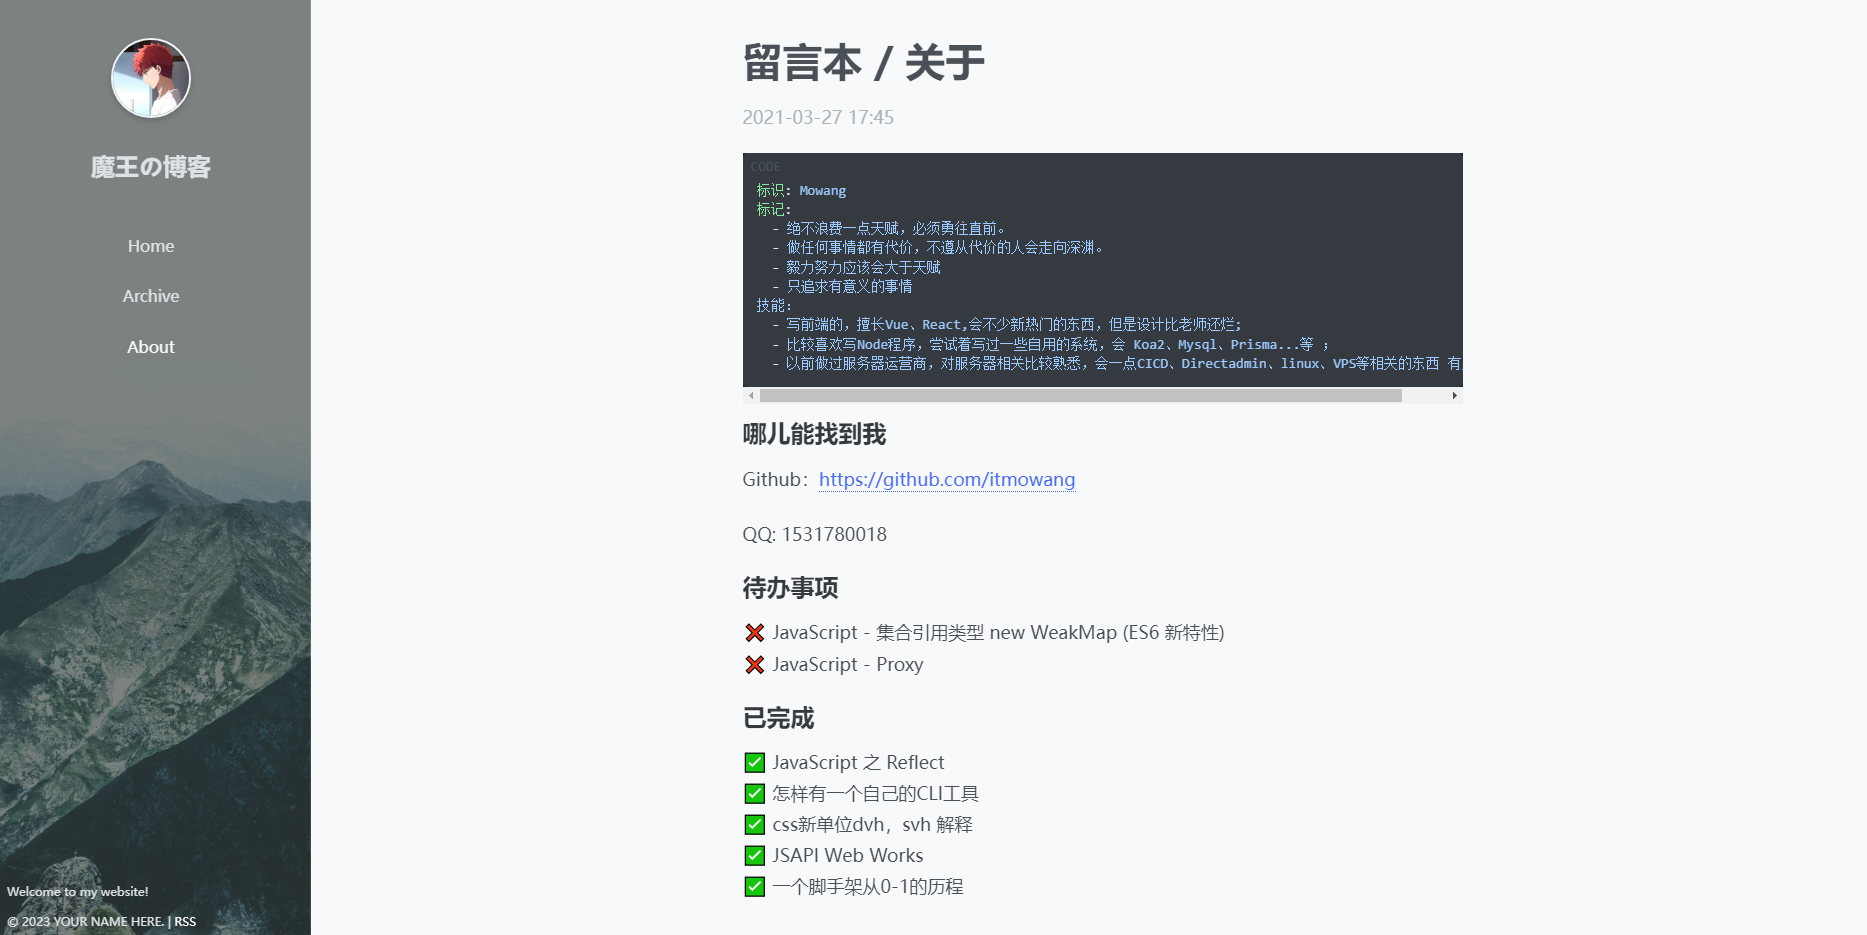 魔王の博客
Home
Archive
About
Welcome to my website!
© 2023 YOUR NAME HERE. | RSS
留言本 / 关于
2021-03-27 17:45
CODE
标识: Mowang
标记:
- 绝不浪费一点天赋，必须勇往直前。
- 做任何事情都有代价，不遵从代价的人会走向深渊。
- 毅力努力应该会大于天赋
- 只追求有意义的事情
技能:
- 写前端的，擅长Vue、React,会不少新热门的东西，但是设计比老师还烂;
- 比较喜欢写Node程序，尝试着写过一些自用的系统，会 Koa2、Mysql、Prisma...等 ;
- 以前做过服务器运营商，对服务器相关比较熟悉，会一点CICD、Directadmin、linux、VPS等相关的东西 有
哪儿能找到我
Github：https://github.com/itmowang
QQ: 1531780018
待办事项
❌ JavaScript - 集合引用类型 new WeakMap (ES6 新特性)
❌ JavaScript - Proxy
已完成
✅ JavaScript 之 Reflect
✅ 怎样有一个自己的CLI工具
✅ css新单位dvh，svh 解释
✅ JSAPI Web Works
✅ 一个脚手架从0-1的历程